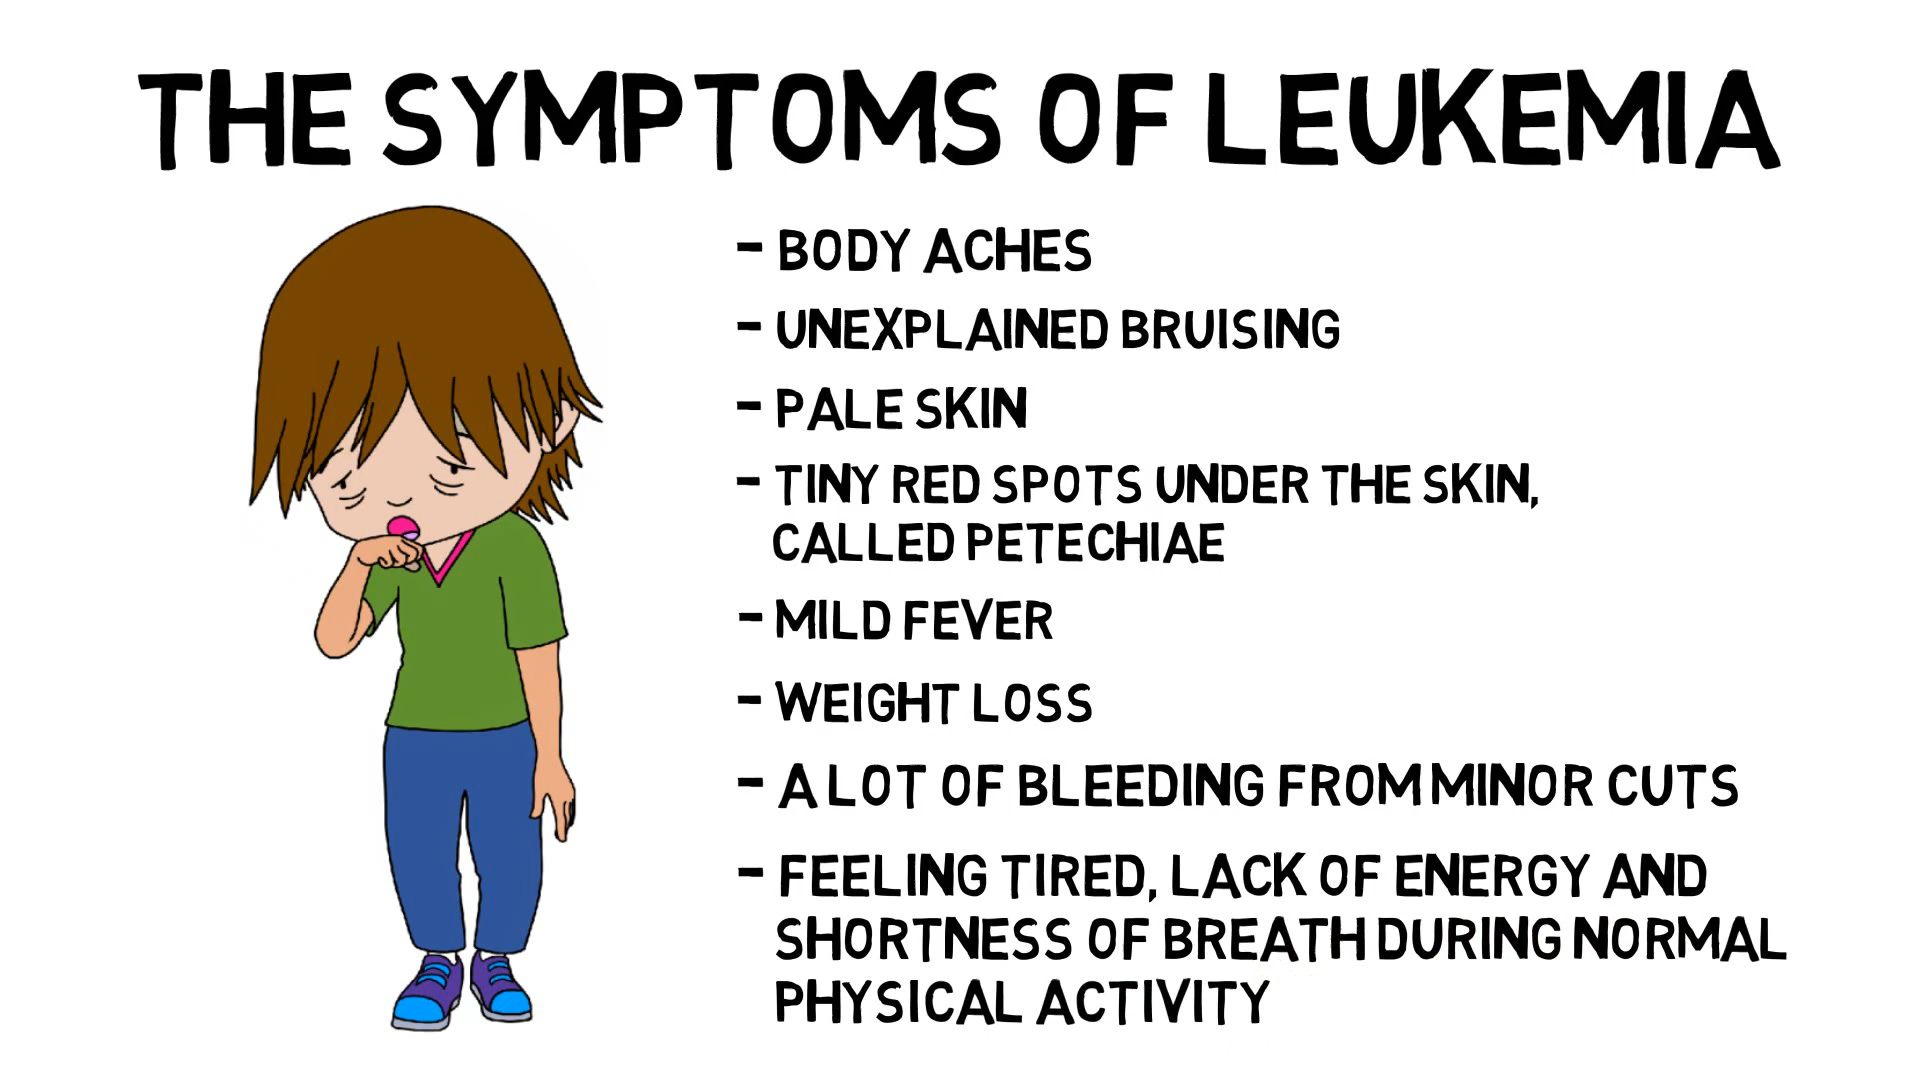 THE SYMPTOMS OF LEUKEMIA
- BODY ACHES
- UNEXPLAINED BRUISING
- PALE SKIN
- TINY RED SPOTS UNDER THE SKIN,
CALLED PETECHIAE
- MILD FEVER
- WEIGHT LOSS
- A LOT OF BLEEDING FROM MINOR CUTS
- FEELING TIRED, LACK OF ENERGY AND
SHORTNESS OF BREATH DURING NORMAL
PHYSICAL ACTIVITY